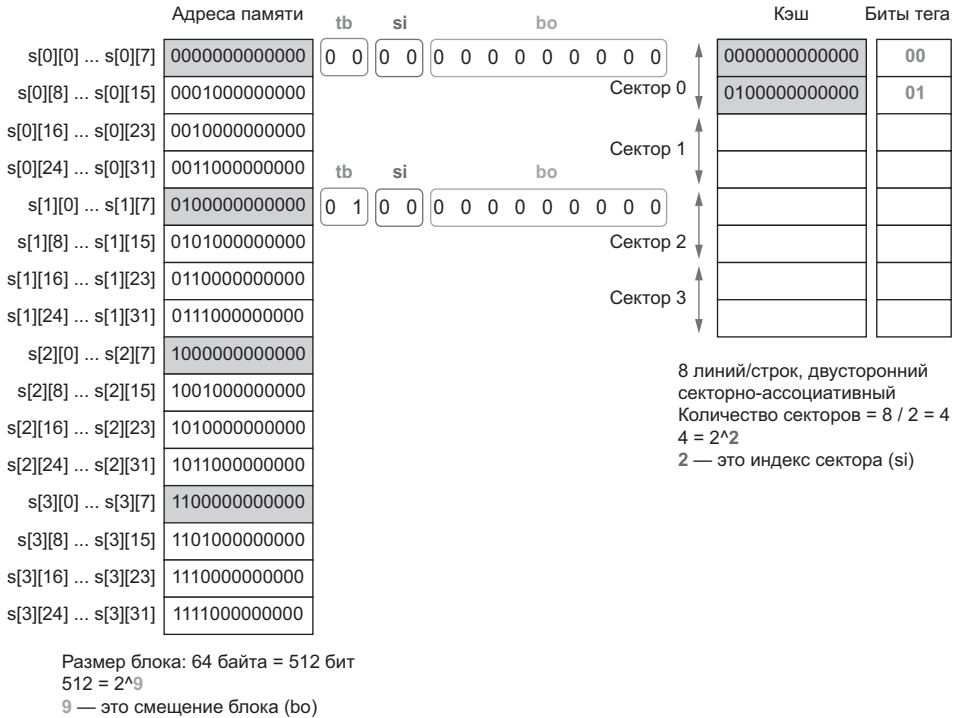 Адреса памяти tb si bo Кэш Биты тега
s[0][0] ... s[0][7] 0000000000000 0 0 0 0 0 0 0 0 0 0 0 0 0 0000000000000 00
s[0][8] ... s[0][15] 0001000000000 Сектор 0 0100000000000 01
s[0][16] ... s[0][23] 0010000000000
Сектор 1
s[0][24] ... s[0][31] 0011000000000 tb si bo
s[1][0] ... s[1][7] 0100000000000 0 1 0 0 0 0 0 0 0 0 0 0 0
s[1][8] ... s[1][15] 0101000000000 Сектор 2
s[1][16] ... s[1][23] 0110000000000
Сектор 3
s[1][24] ... s[1][31] 0111000000000
s[2][0] ... s[2][7] 1000000000000
s[2][8] ... s[2][15] 1001000000000
s[2][16] ... s[2][23] 1010000000000
s[2][24] ... s[2][31] 1011000000000
s[3][0] ... s[3][7] 1100000000000
s[3][8] ... s[3][15] 1101000000000
s[3][16] ... s[3][23] 1110000000000
s[3][24] ... s[3][31] 1111000000000
8 линий/строк, двусторонний
секторно-ассоциативный
Количество секторов = 8 / 2 = 4
4 = 2^2
2 — это индекс сектора (si)
Размер блока: 64 байта = 512 бит
512 = 2^9
9 — это смещение блока (bo)